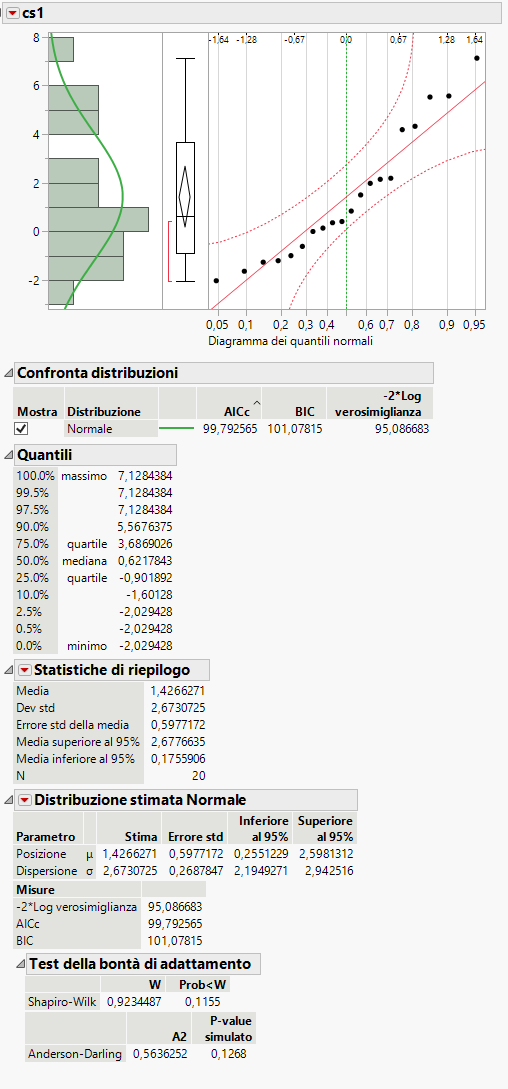 cs1
8
6
4
2
0
-2
-1,64 -1,28 -0,67 0,0 0,67 1,28 1,64
0,05 0,1 0,2 0,3 0,4 0,6 0,7 0,8 0,9 0,95
Diagramma dei quantili normali
Confronta distribuzioni
Mostra Distribuzione AICc BIC -2*Log verosimiglianza
Normale 99,792565 101,07815 95,086683
Quantili
100.0% massimo 7,1284384
99.5% 7,1284384
97.5% 7,1284384
90.0% 5,5676375
75.0% quartile 3,6869026
50.0% mediana 0,6217843
25.0% quartile -0,901892
10.0% -1,60128
2.5% -2,029428
0.5% -2,029428
0.0% minimo -2,029428
Statistiche di riepilogo
Media 1,4266271
Dev std 2,6730725
Errore std della media 0,5977172
Media superiore al 95% 2,6776635
Media inferiore al 95% 0,1755906
N 20
Distribuzione stimata Normale
Parametro Stima Errore std Inferiore al 95% Superiore al 95%
Posizione μ 1,4266271 0,5977172 0,2551229 2,5981312
Dispersione σ 2,6730725 0,2687847 2,1949271 2,942516
Misure
-2*Log verosimiglianza 95,086683
AICc 99,792565
BIC 101,07815
Test della bontà di adattamento
W Prob<W
Shapiro-Wilk 0,9234487 0,1155
A2 P-value simulato
Anderson-Darling 0,5636252 0,1268